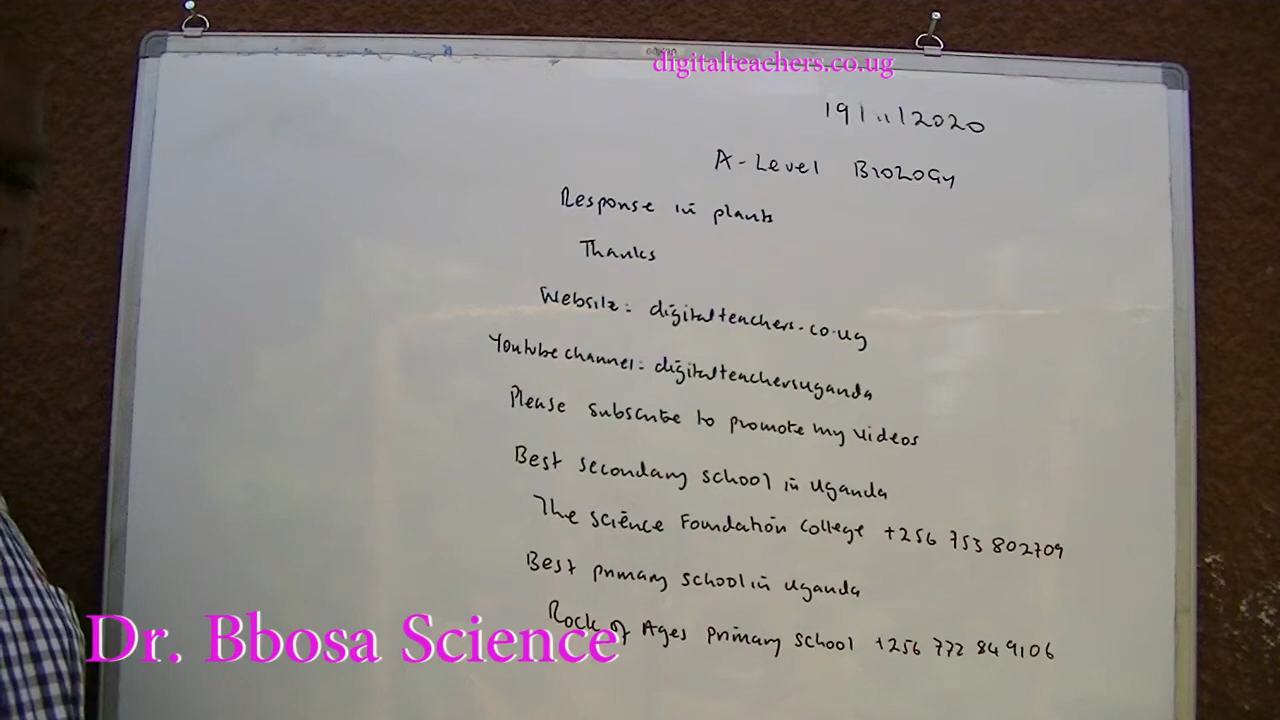 digitalteachers.co.ug
19/11/2020
A-Level BIOLOGY
Response in plants
Thanks
Website: digitalteachers.co.ug
Youtube channel: digitalteachersuganda
Please subscribe to promote my videos
Best secondary school in Uganda
The science Foundation College +256 753 802709
Best primary school in Uganda
Rock of Ages primary school +256 772 849106
Dr. Bbosa Science